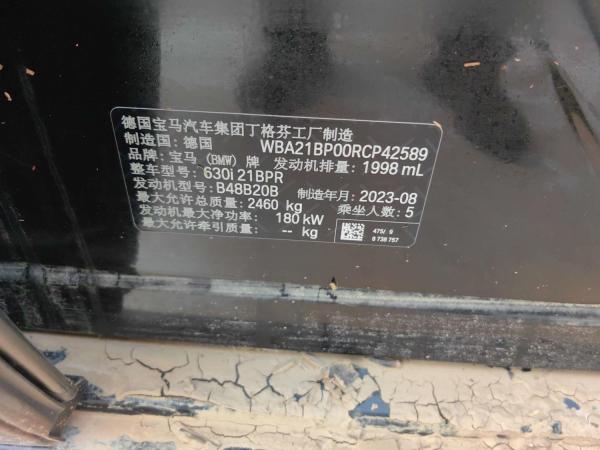 德国宝马汽车集团丁格芬工厂制造
制造国：德国 WBA21BP00RCP42589
品牌：宝马 (BMW) 牌 发动机排量：1998 mL
整车型号：630i 21BPR
发动机型号：B48B20B 制造年月：2023-08
最大允许总质量：2460 kg 乘坐人数：5
发动机最大净功率：180 kW
最大允许牵引质量：-- kg
475/ 9
8 738 757